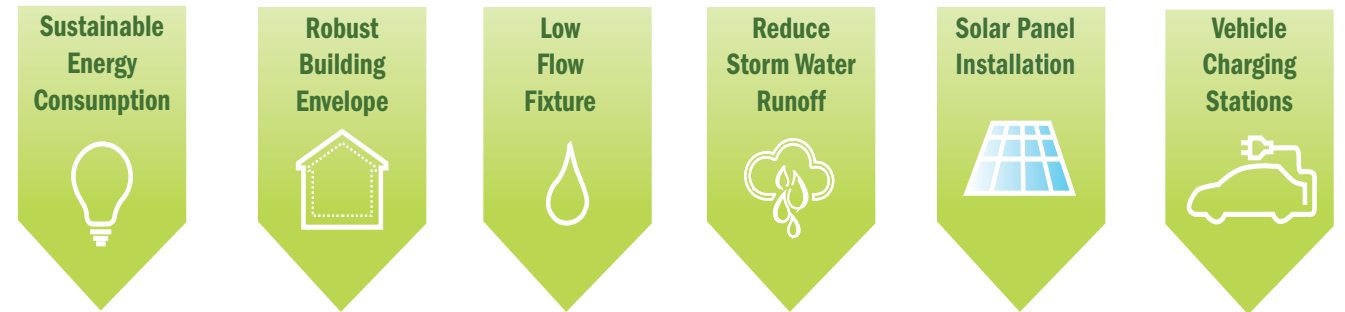 Sustainable
Energy
Consumption
Robust
Building
Envelope
Low
Flow
Fixture
Reduce
Storm Water
Runoff
Solar Panel
Installation
Vehicle
Charging
Stations